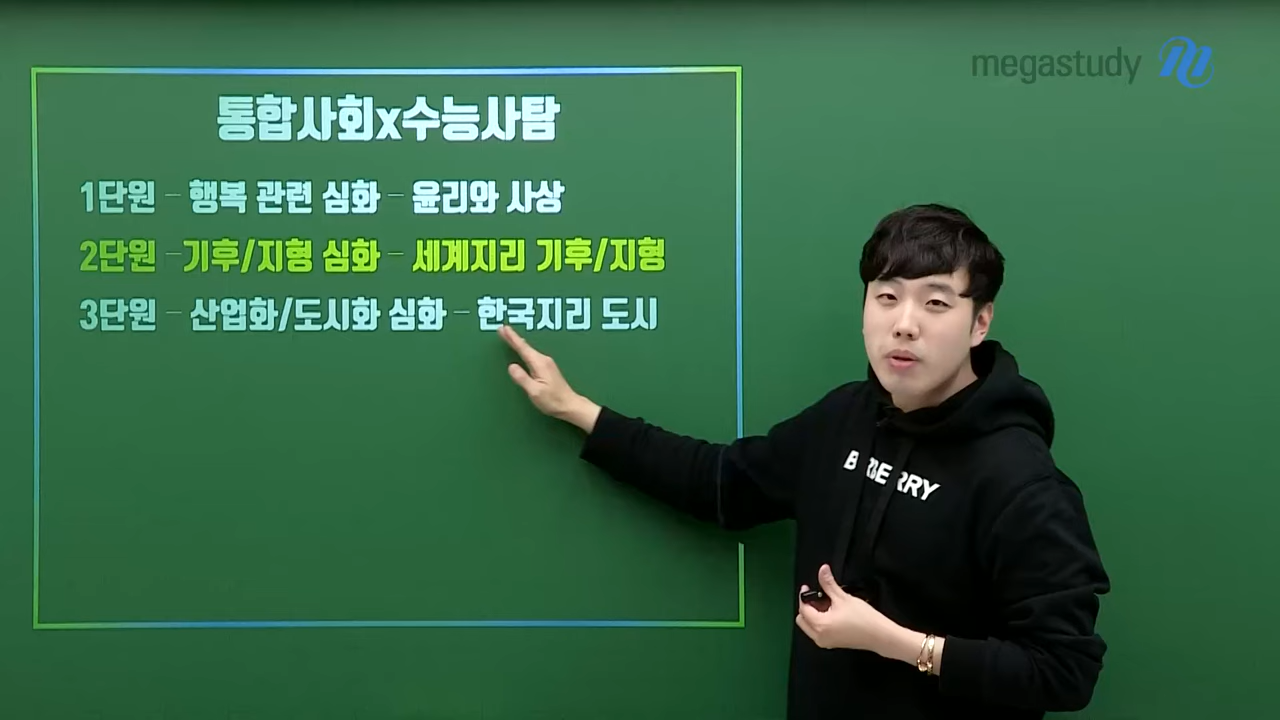 megastudy
통합사회x수능사탐
1단원 - 행복 관련 심화 - 윤리와 사상
2단원 -기후/지형 심화 - 세계지리 기후/지형
3단원 - 산업화/도시화 심화 - 한국지리 도시